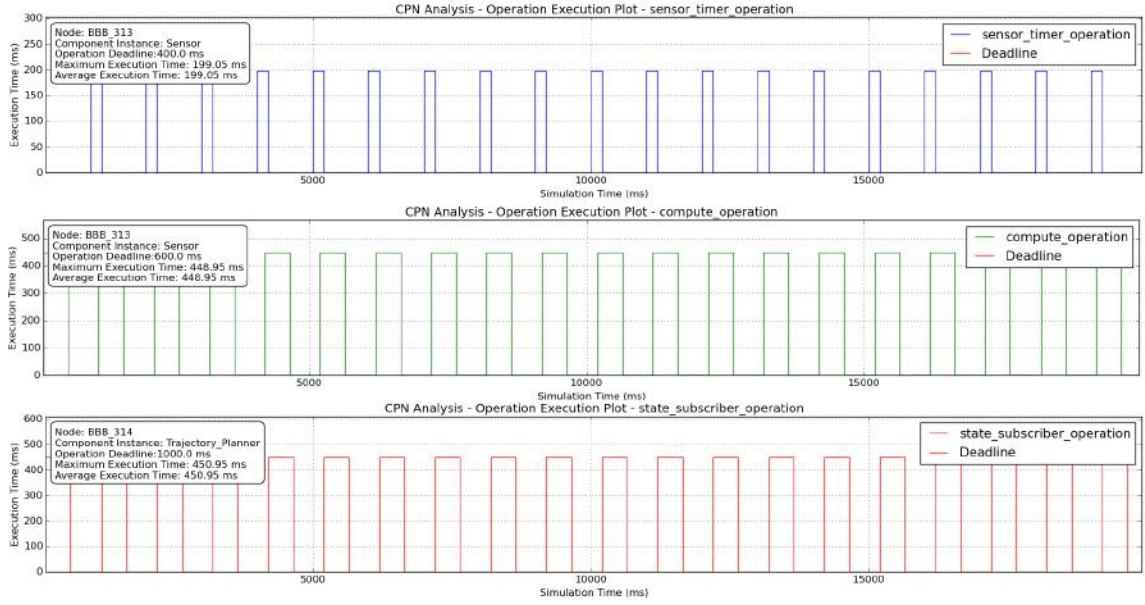 CPN Analysis - Operation Execution Plot - sensor_timer_operation
300
250
200
150
100
50
0
Execution Time (ms)
Node: BBB_313
Component Instance: Sensor
Operation Deadline:400.0 ms
Maximum Execution Time: 199.05 ms
Average Execution Time: 199.05 ms
sensor_timer_operation
Deadline
5000
10000
15000
Simulation Time (ms)
CPN Analysis - Operation Execution Plot - compute_operation
500
400
300
200
100
0
Execution Time (ms)
Node: BBB_313
Component Instance: Sensor
Operation Deadline:600.0 ms
Maximum Execution Time: 448.95 ms
Average Execution Time: 448.95 ms
compute_operation
Deadline
5000
10000
15000
Simulation Time (ms)
CPN Analysis - Operation Execution Plot - state_subscriber_operation
600
500
400
300
200
100
0
Execution Time (ms)
Node: BBB_314
Component Instance: Trajectory_Planner
Operation Deadline:1000.0 ms
Maximum Execution Time: 450.95 ms
Average Execution Time: 450.95 ms
state_subscriber_operation
Deadline
5000
10000
15000
Simulation Time (ms)